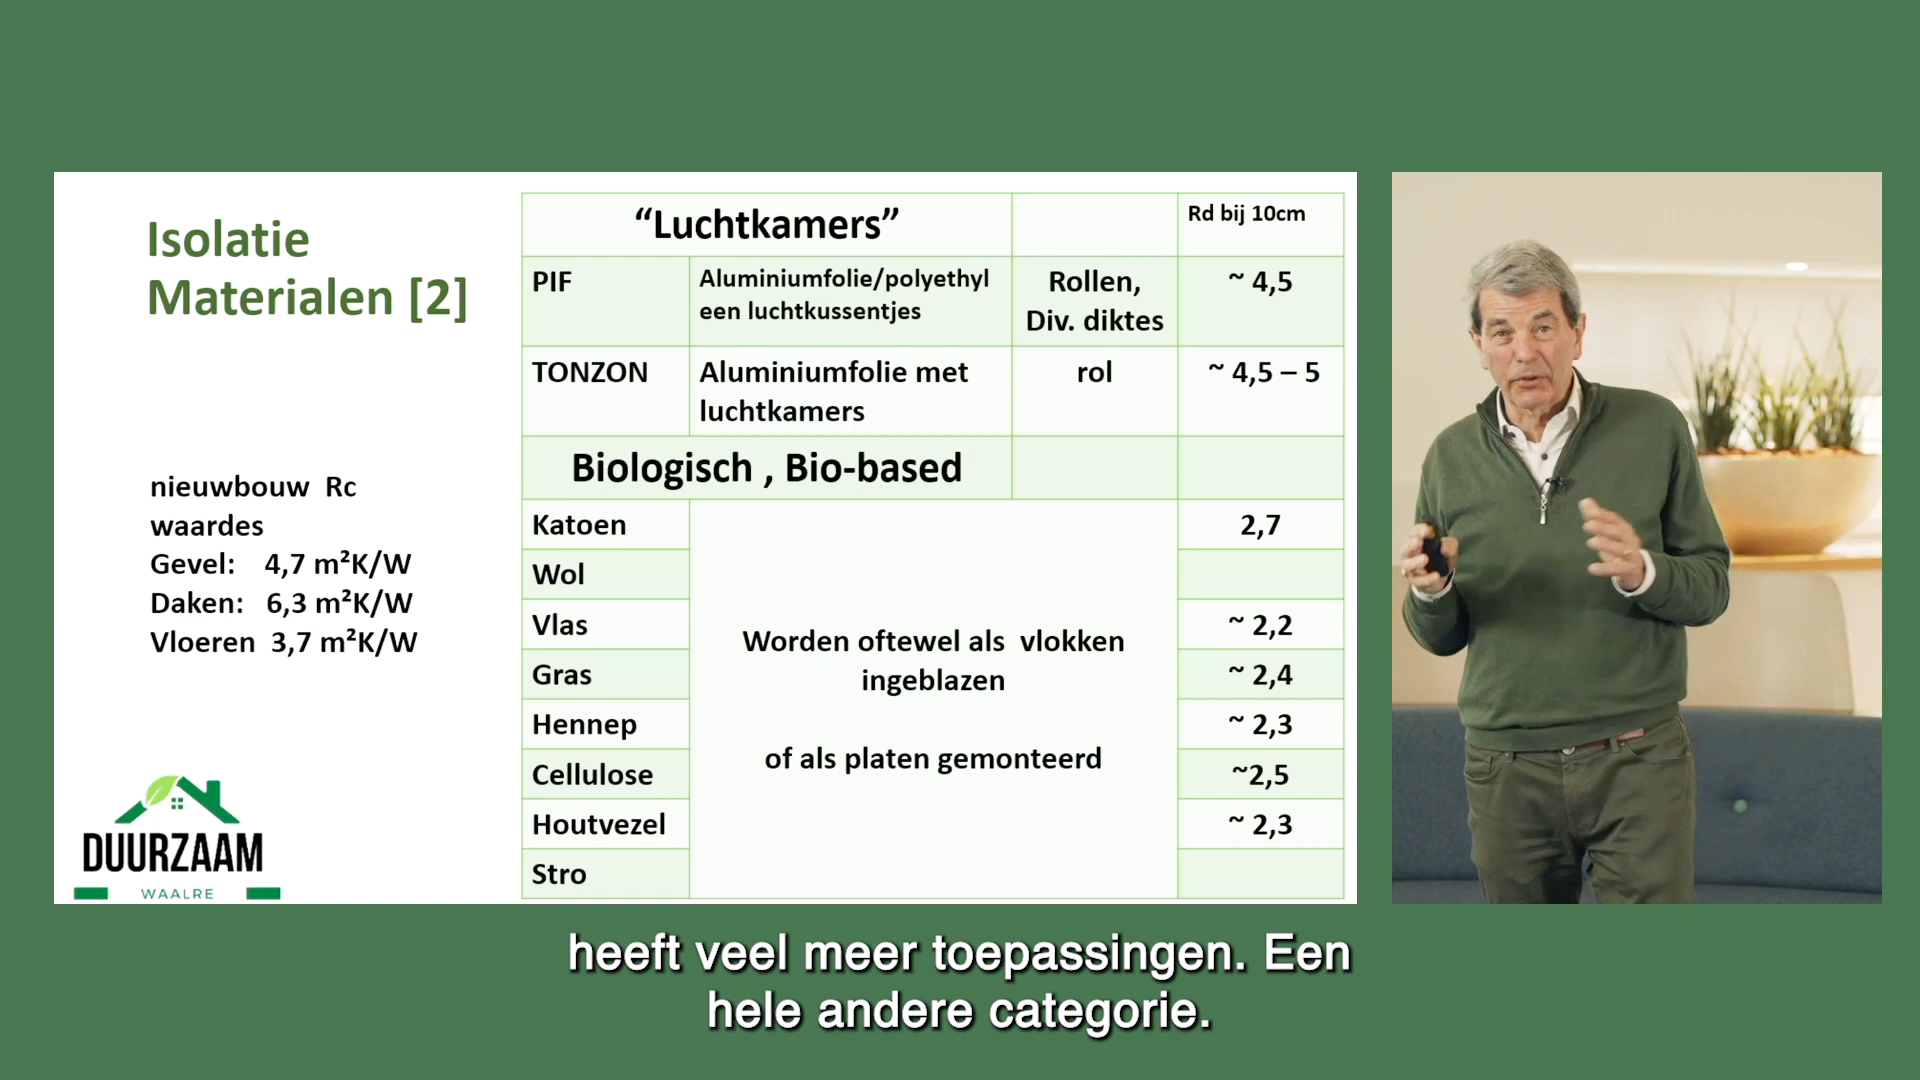 Isolatie
Materialen [2]
nieuwbouw Rc
waardes
Gevel: 4,7 m²K/W
Daken: 6,3 m²K/W
Vloeren 3,7 m²K/W
DUURZAAM
WAALRE
“Luchtkamers” Rd bij 10cm
PIF Aluminiumfolie/polyethyl Rollen, ~ 4,5
een luchtkussentjes Div. diktes
TONZON Aluminiumfolie met rol ~ 4,5 – 5
luchtkamers
Biologisch , Bio-based
Katoen 2,7
Wol
Vlas ~ 2,2
Worden oftewel als vlokken
ingeblazen
Gras ~ 2,4
Hennep ~ 2,3
of als platen gemonteerd
Cellulose ~2,5
Houtvezel ~ 2,3
Stro
heeft veel meer toepassingen. Een
hele andere categorie.